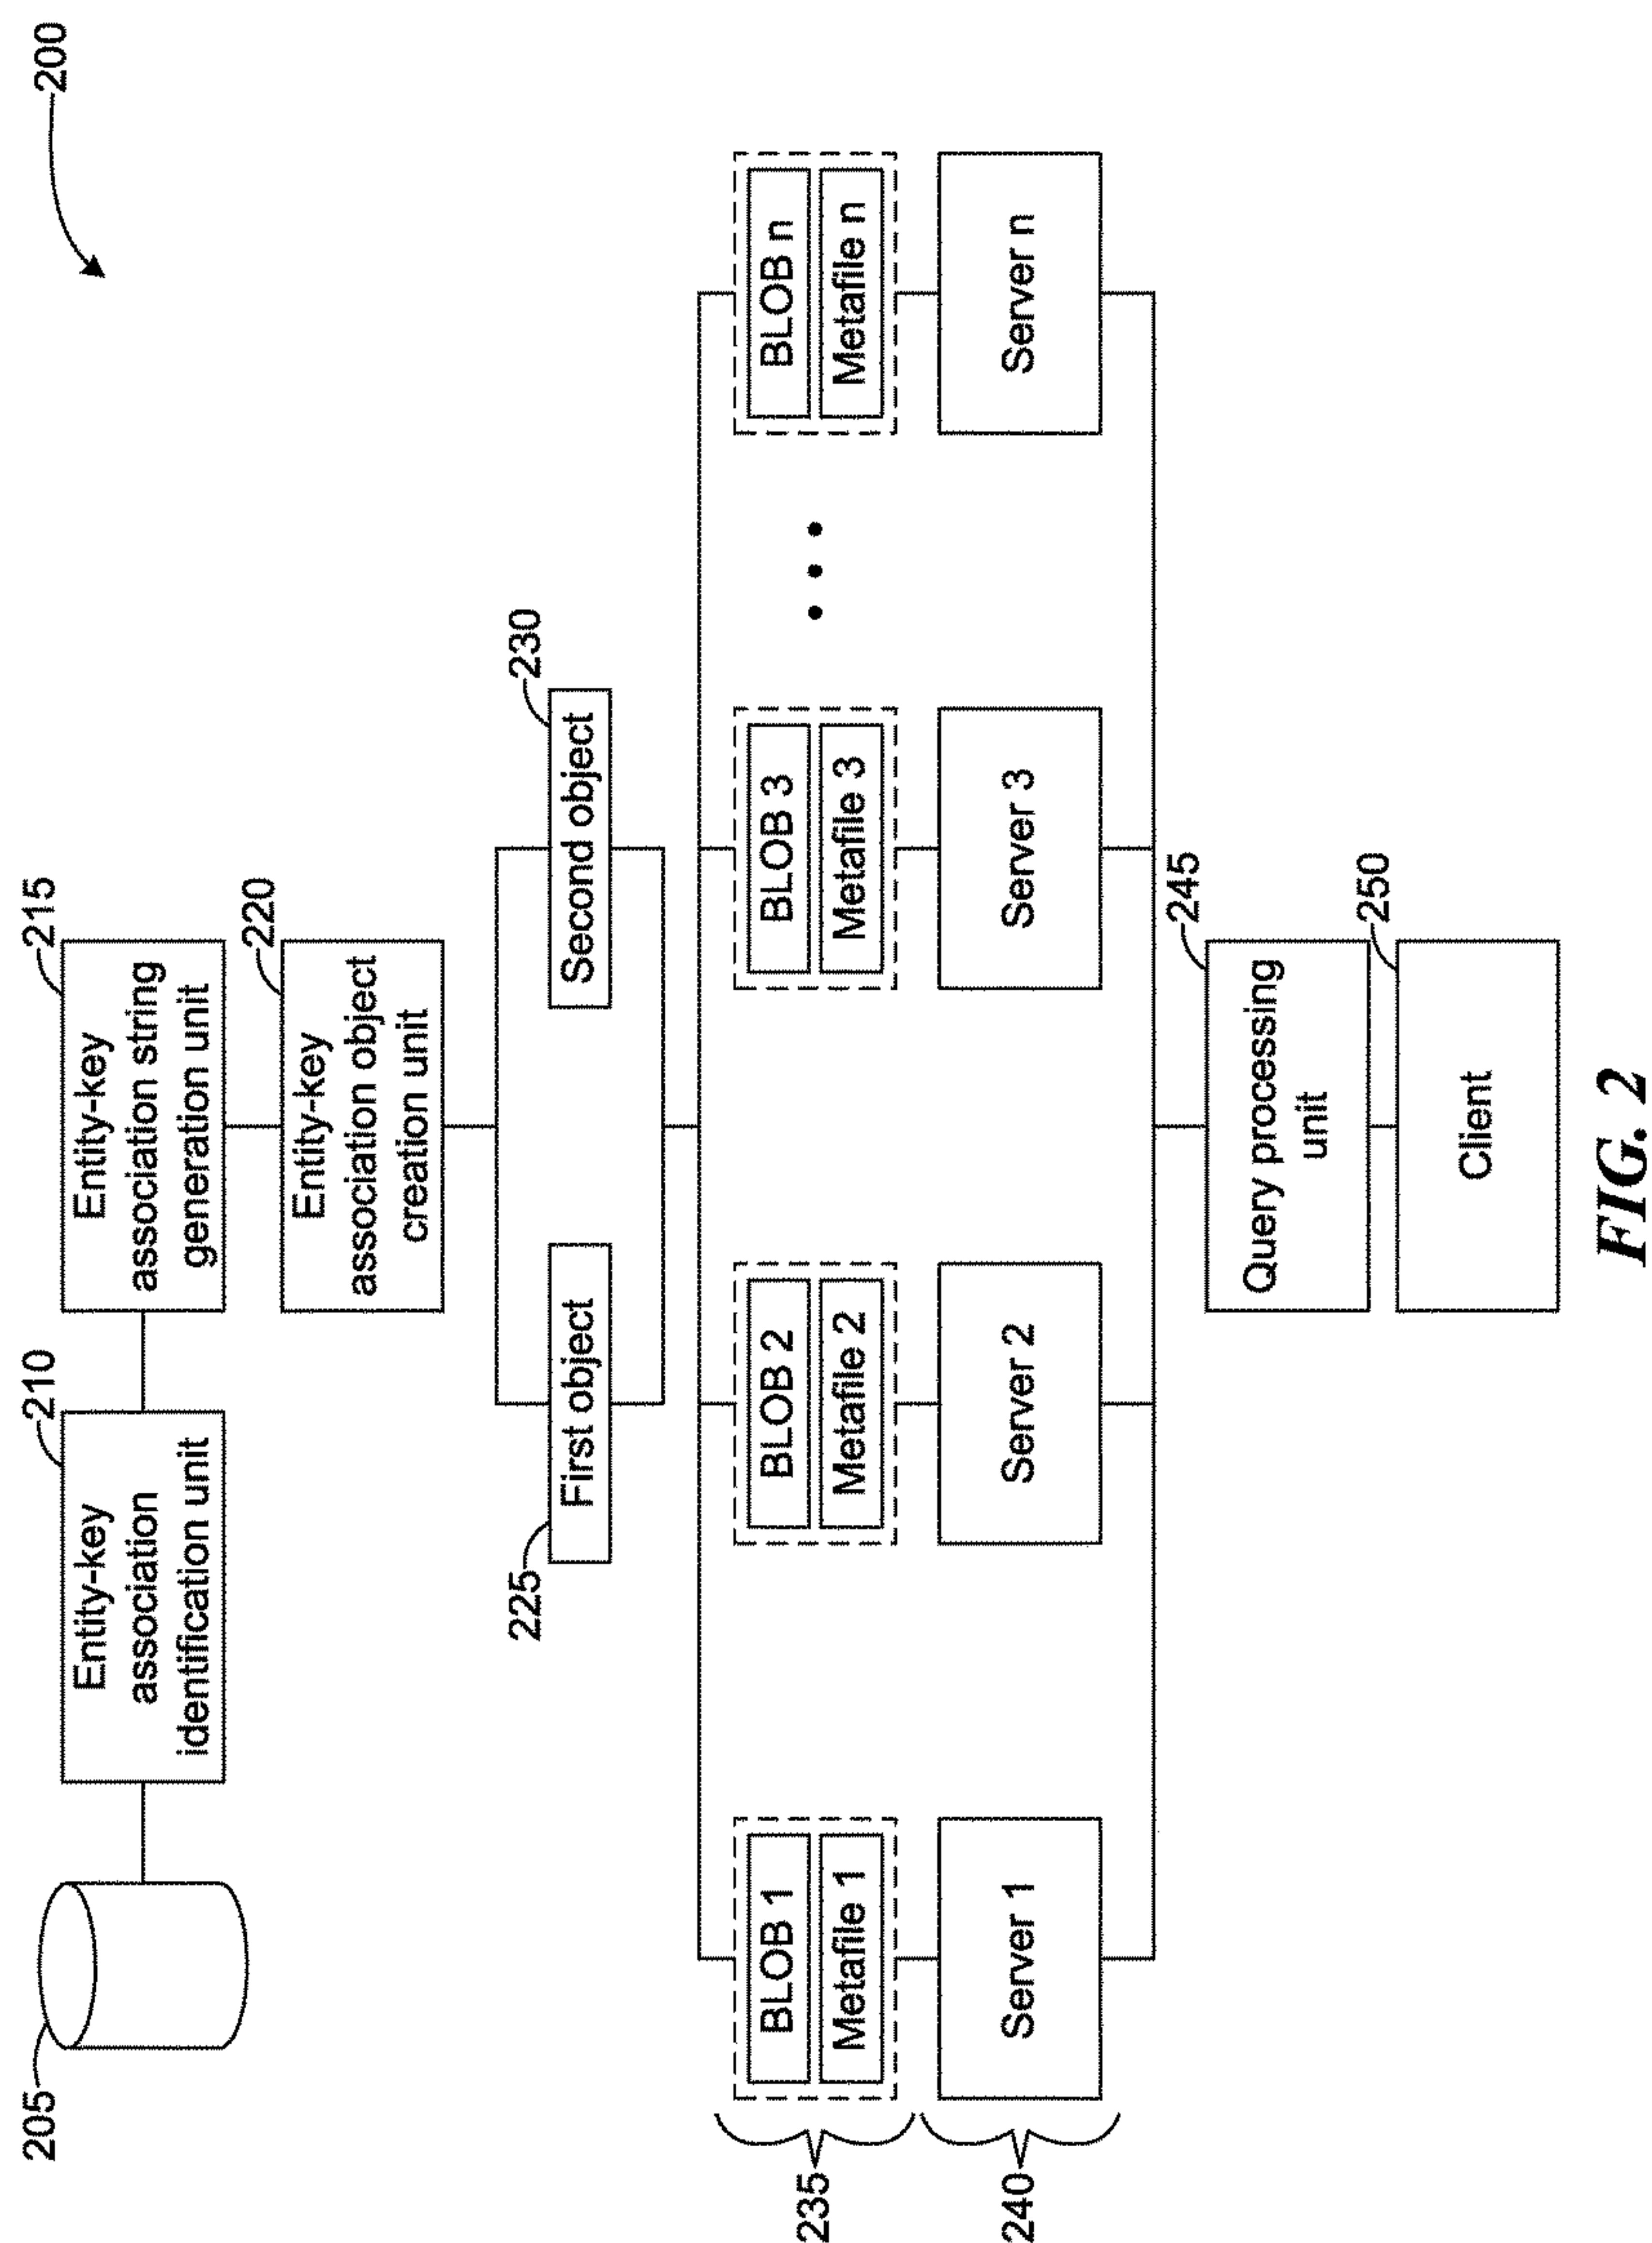 200
205
210
Entity-key
association
identification unit
215
Entity-key
association string
generation unit
220
Entity-key
association object
creation unit
225
First object
230
Second object
235
BLOB 1
Metafile 1
BLOB 2
Metafile 2
BLOB 3
Metafile 3
• • •
BLOB n
Metafile n
240
Server 1
Server 2
Server 3
Server n
245
Query processing
unit
250
Client
FIG. 2